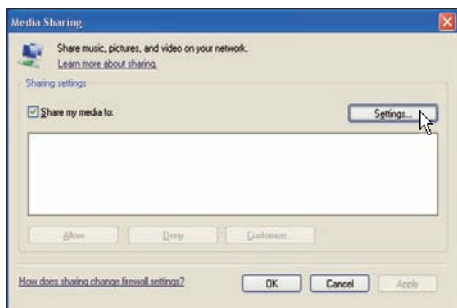 Media Sharing
Share music, pictures, and video on your network.
Learn more about sharing.
Sharing settings
Share my media to:
Settings...
Allow
Deny
Customize...
How does sharing change firewall settings?
OK
Cancel
Apply